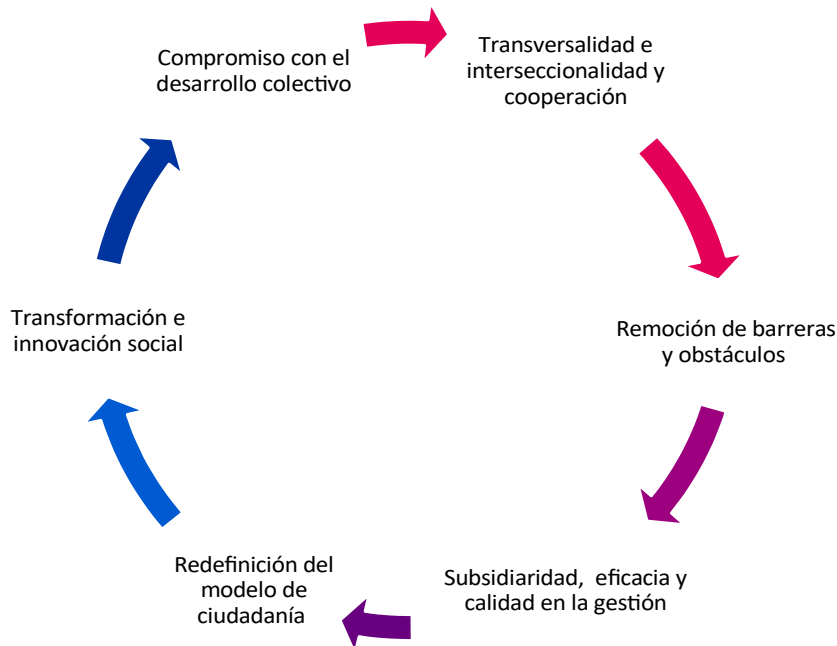 Compromiso con el
desarrollo colectivo
Transversalidad e
interseccionalidad y
cooperación
Remoción de barreras
y obstáculos
Subsidiaridad,  eficacia y
calidad en la gestión
Redefinición del
modelo de
ciudadanía
Transformación e
innovación social